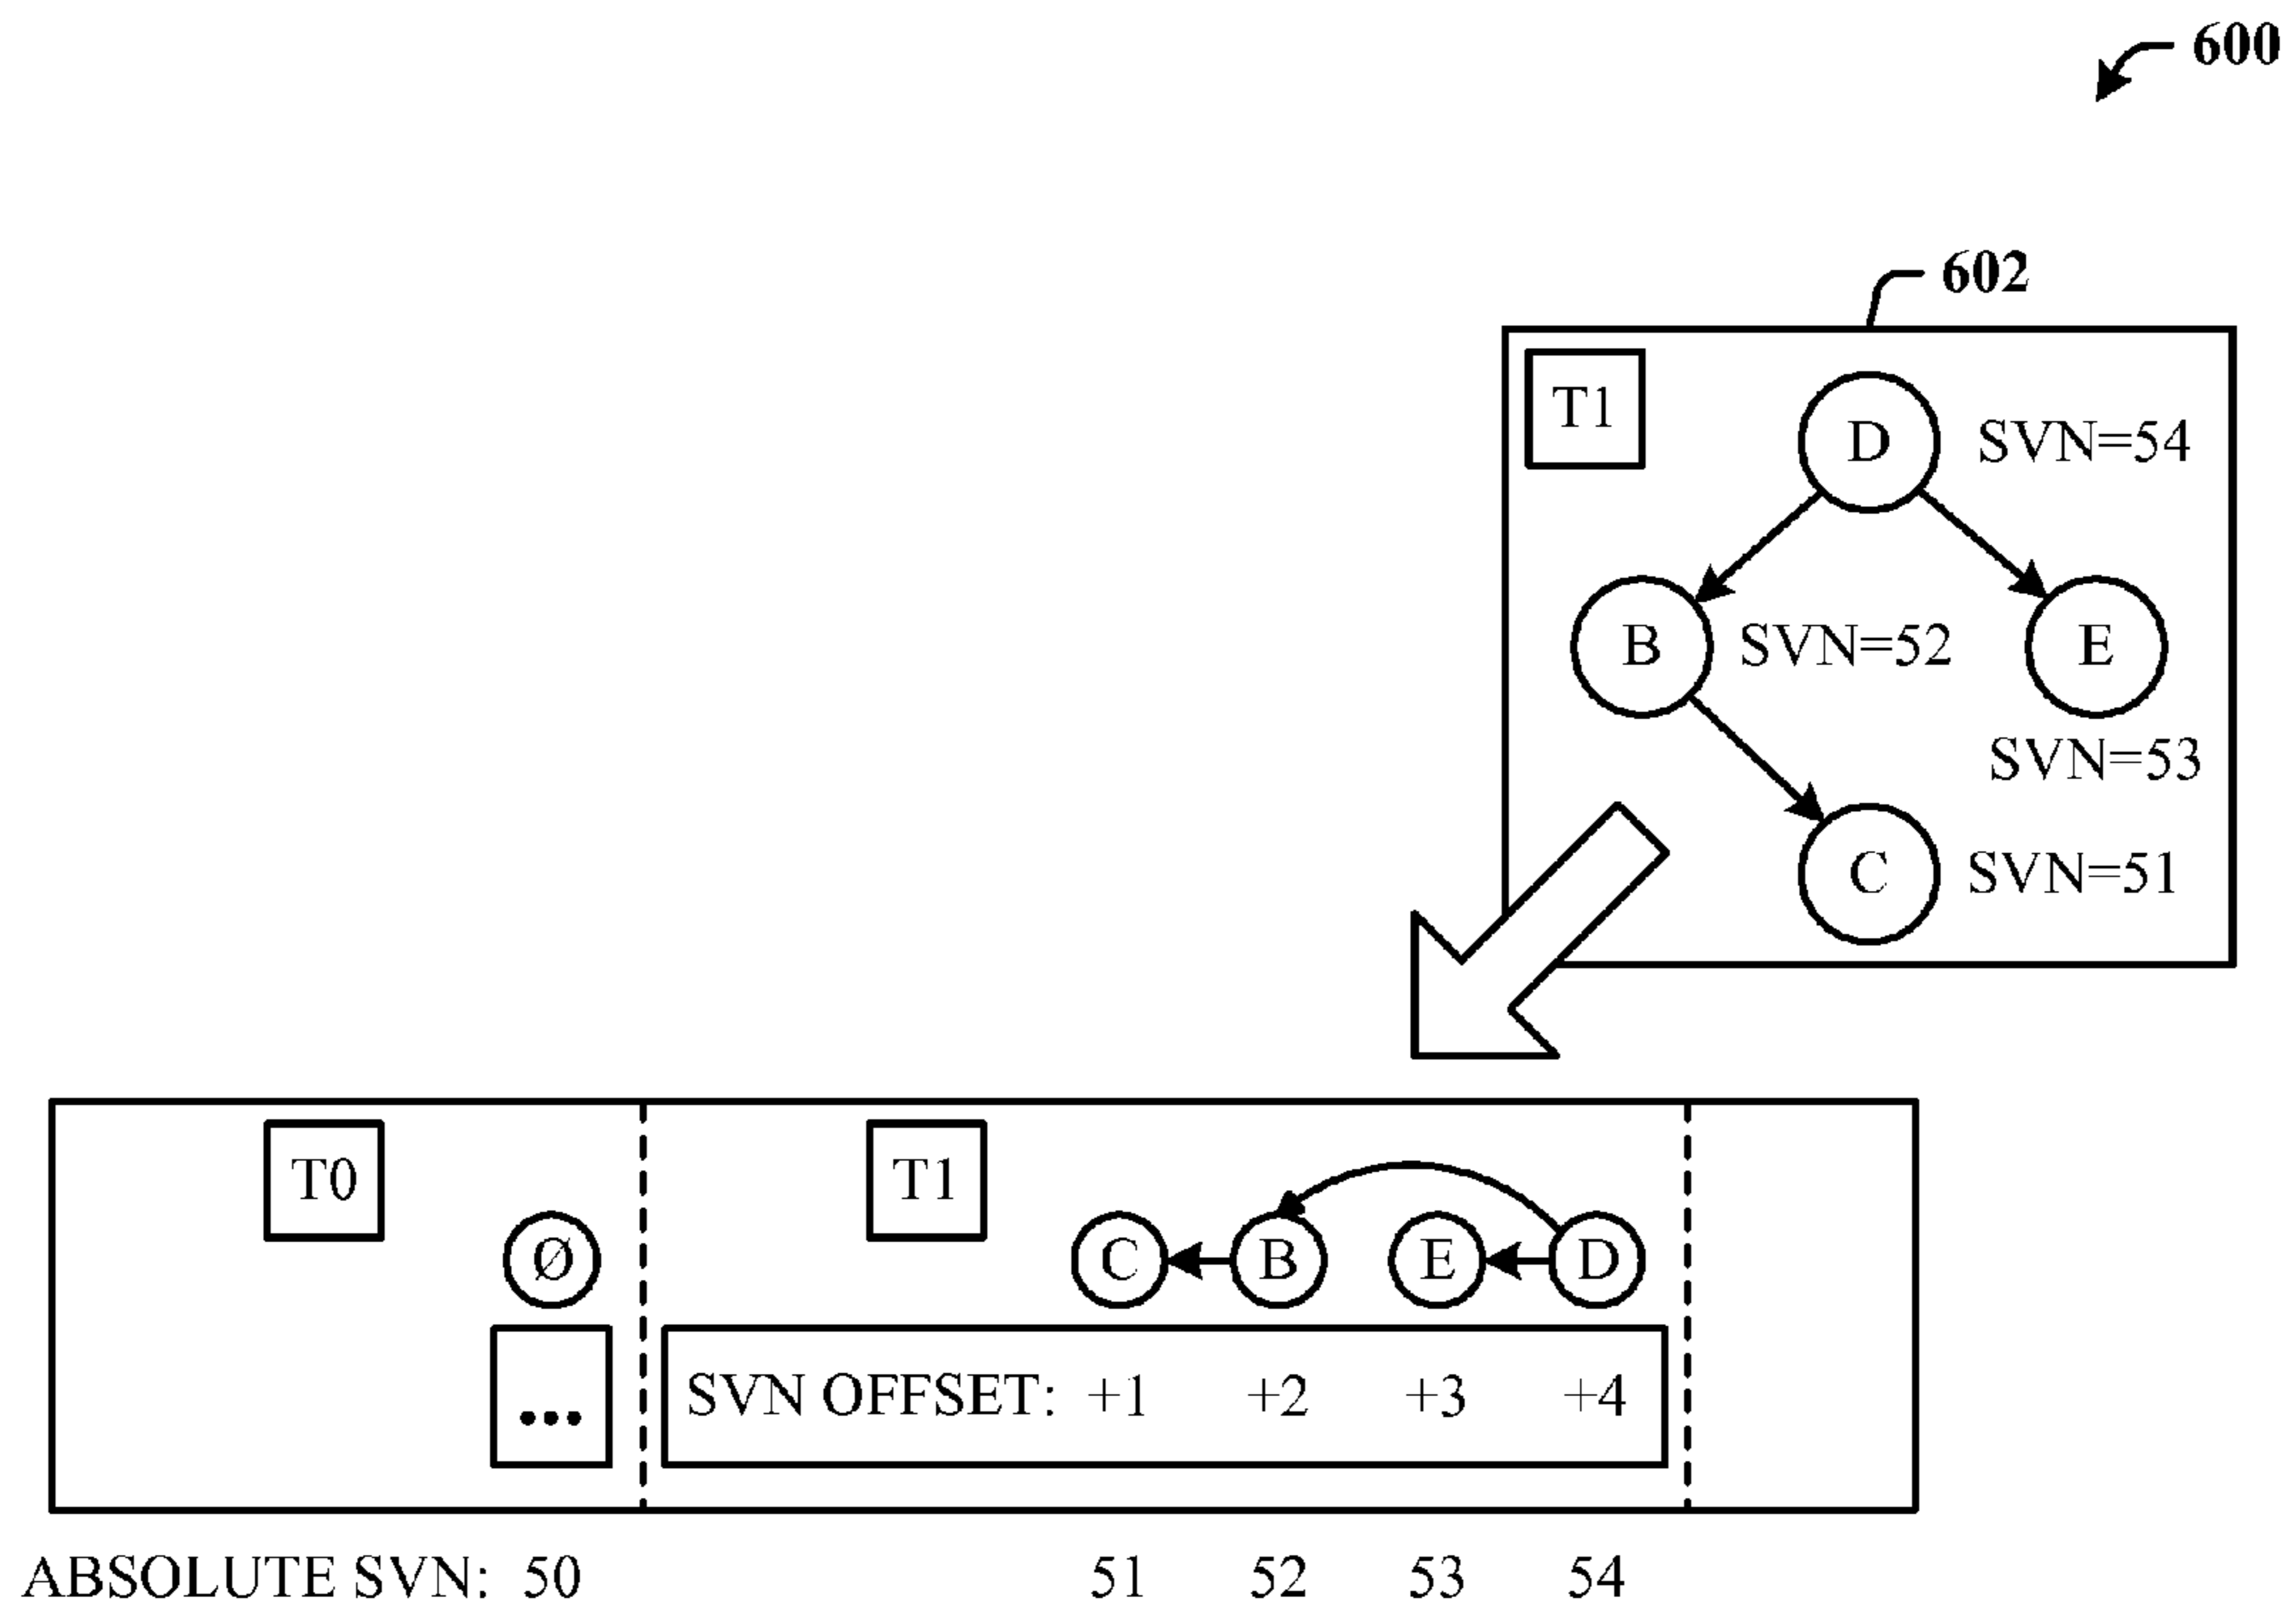 600
602
T1
D SVN=54
B SVN=52 E
SVN=53
C SVN=51
T0 T1
Ø C B E D
... SVN OFFSET: +1 +2 +3 +4
ABSOLUTE SVN: 50 51 52 53 54